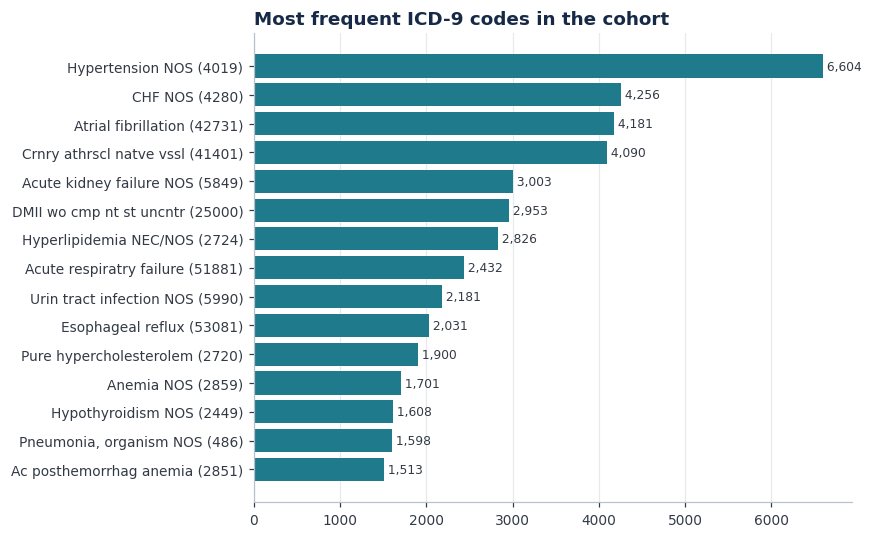 Most frequent ICD-9 codes in the cohort
Hypertension NOS (4019) 6,604
CHF NOS (4280) 4,256
Atrial fibrillation (42731) 4,181
Crnry athrscl natve vssl (41401) 4,090
Acute kidney failure NOS (5849) 3,003
DMII wo cmp nt st uncntr (25000) 2,953
Hyperlipidemia NEC/NOS (2724) 2,826
Acute respiratry failure (51881) 2,432
Urin tract infection NOS (5990) 2,181
Esophageal reflux (53081) 2,031
Pure hypercholesterolem (2720) 1,900
Anemia NOS (2859) 1,701
Hypothyroidism NOS (2449) 1,608
Pneumonia, organism NOS (486) 1,598
Ac posthemorrhag anemia (2851) 1,513
0 1000 2000 3000 4000 5000 6000